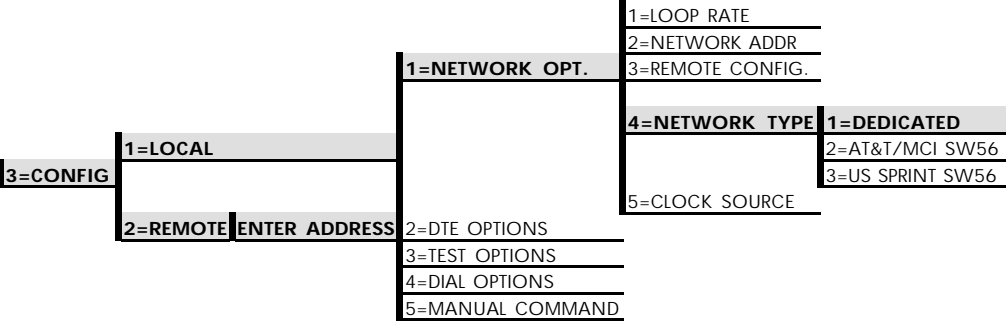 1=LOOP RATE
2=NETWORK ADDR
1=NETWORK OPT. 3=REMOTE CONFIG.
4=NETWORK TYPE 1=DEDICATED
1=LOCAL 2=AT&T/MCI SW56
3=CONFIG 3=US SPRINT SW56
5=CLOCK SOURCE
2=REMOTE ENTER ADDRESS 2=DTE OPTIONS
3=TEST OPTIONS
4=DIAL OPTIONS
5=MANUAL COMMAND